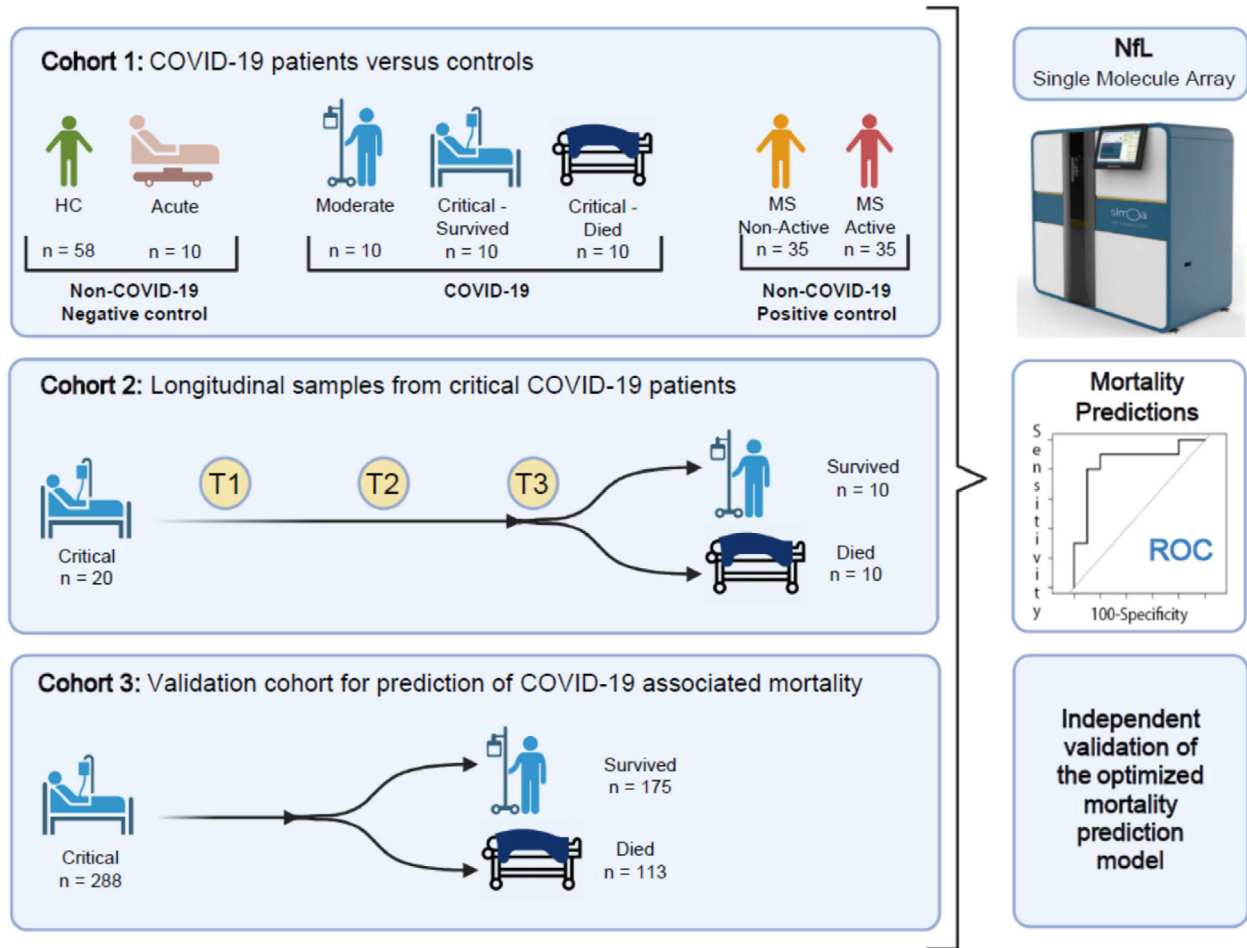 Cohort 1: COVID-19 patients versus controls
HC
n = 58
Acute
n = 10
Non-COVID-19
Negative control
Moderate
n = 10
Critical -
Survived
n = 10
Critical -
Died
n = 10
COVID-19
MS
Non-Active
n = 35
MS
Active
n = 35
Non-COVID-19
Positive control
Cohort 2: Longitudinal samples from critical COVID-19 patients
Critical
n = 20
T1
T2
T3
Survived
n = 10
Died
n = 10
Cohort 3: Validation cohort for prediction of COVID-19 associated mortality
Critical
n = 288
Survived
n = 175
Died
n = 113
NfL
Single Molecule Array
simoa
Mortality
Predictions
Sensitivity
ROC
100-Specificity
Independent
validation of
the optimized
mortality
prediction
model